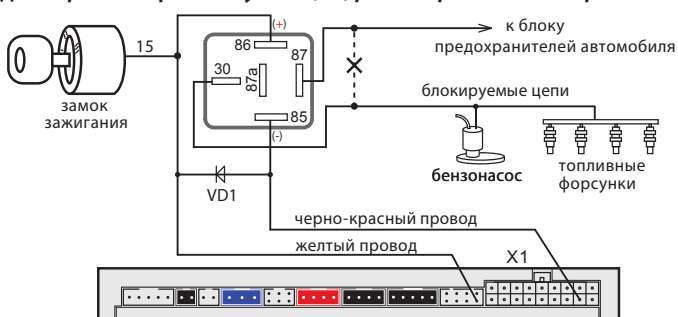 15
(+)
86
87
30
87a
85
(-)
к блоку
предохранителей автомобиля
замок
зажигания
блокируемые цепи
бензонасос
топливные
форсунки
VD1
черно-красный провод
желтый провод
X1